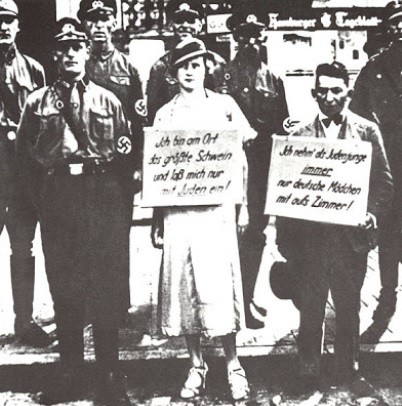 Hamburger Tageblatt
Ich bin am Ort
das größte Schwein
und laß mich nur
mit Juden ein!
Ich nehm' als Judenjunge
immer
nur deutsche Mädchen
mit aufs Zimmer!